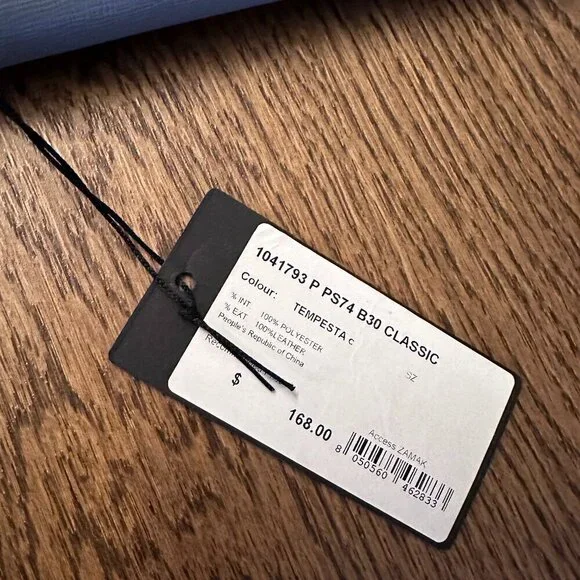 1041793 P PS74 B30 CLASSIC
Colour: TEMPESTA c
% INT 100% POLYESTER
% EXT 100%LEATHER
People's Republic of China
SZ
$ 168.00
Access ZAMAK
8 050560 462833